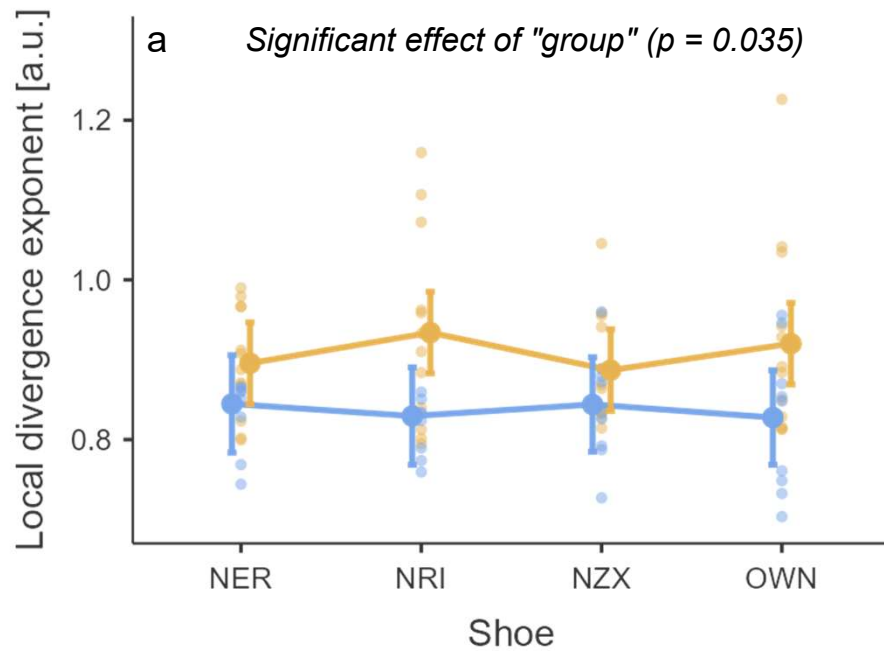 a Significant effect of "group" (p = 0.035)
Local divergence exponent [a.u.]
1.2
1.0
0.8
NER NRI NZX OWN
Shoe